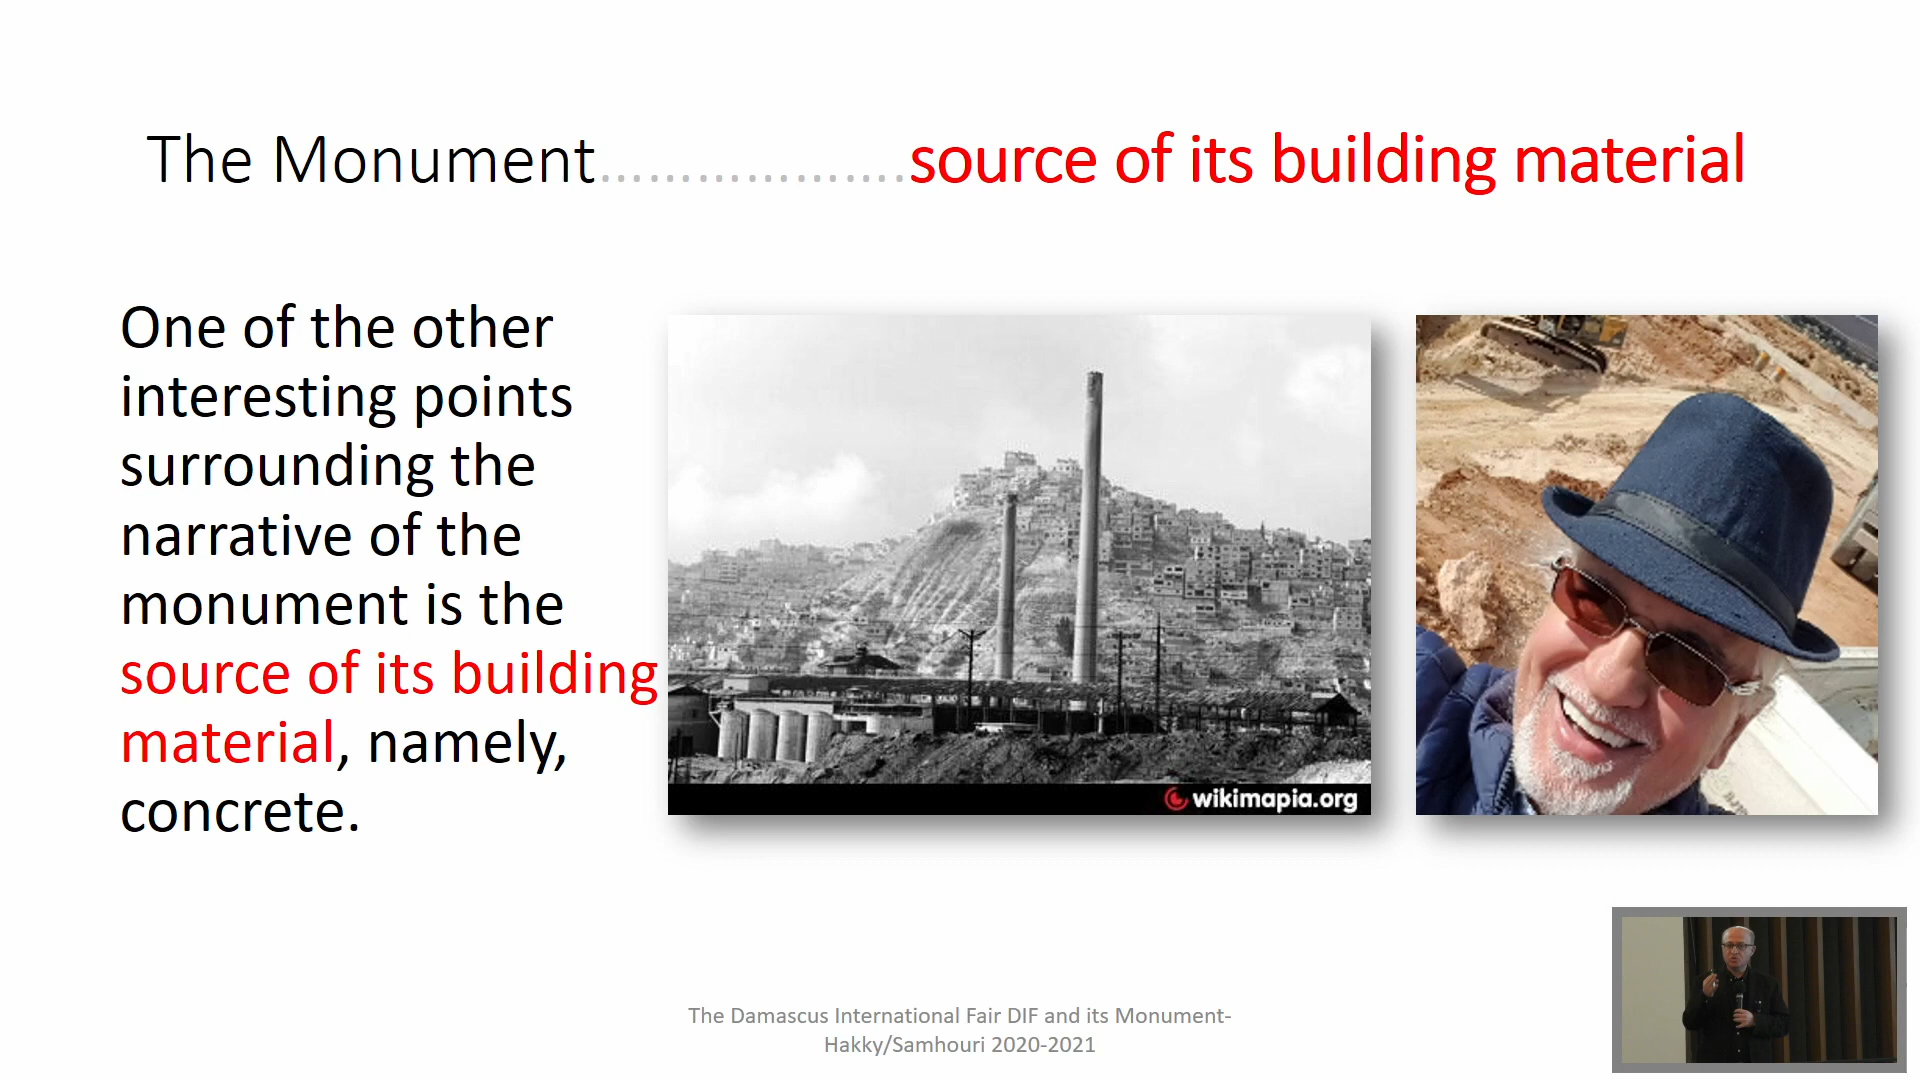 The Monument...................source of its building material
One of the other
interesting points
surrounding the
narrative of the
monument is the
source of its building
material, namely,
concrete.
wikimapia.org
The Damascus International Fair DIF and its Monument-
Hakky/Samhouri 2020-2021